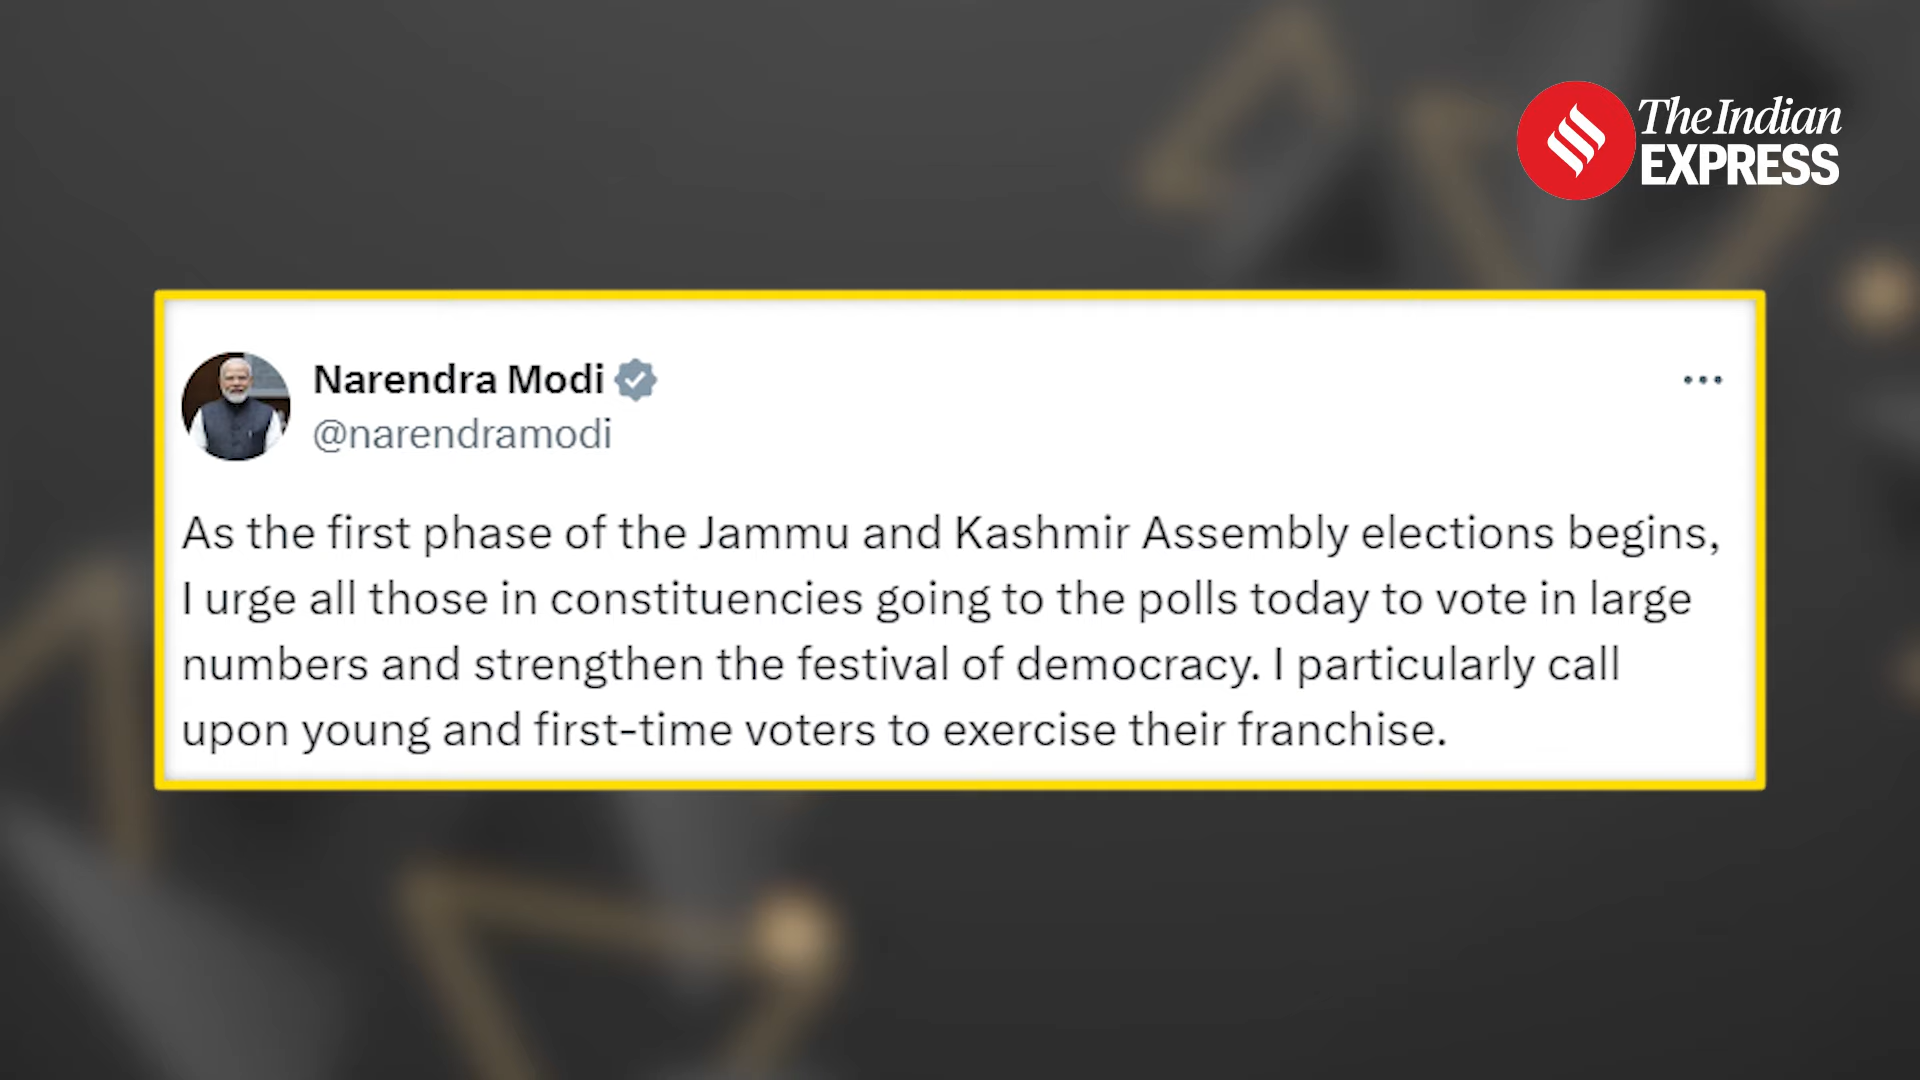 The Indian
EXPRESS
Narendra Modi
@narendramodi
As the first phase of the Jammu and Kashmir Assembly elections begins,
I urge all those in constituencies going to the polls today to vote in large
numbers and strengthen the festival of democracy. I particularly call
upon young and first-time voters to exercise their franchise.